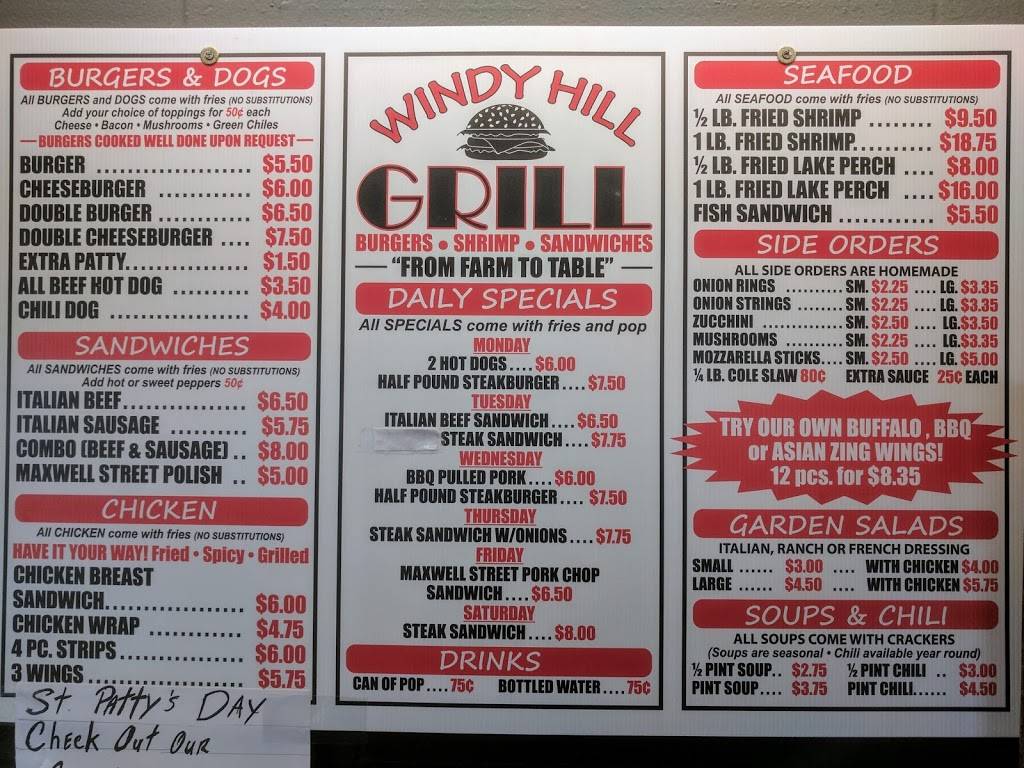 BURGERS & DOGS
All BURGERS and DOGS come with fries (NO SUBSTITUTIONS)
Add your choice of toppings for 50¢ each
Cheese • Bacon • Mushrooms • Green Chiles
BURGERS COOKED WELL DONE UPON REQUEST
BURGER ...................... $5.50
CHEESEBURGER ............... $6.00
DOUBLE BURGER .............. $6.50
DOUBLE CHEESEBURGER .... $7.50
EXTRA PATTY.................. $1.50
ALL BEEF HOT DOG ........... $3.50
CHILI DOG .................... $4.00
SANDWICHES
All SANDWICHES come with fries (NO SUBSTITUTIONS)
Add hot or sweet peppers 50¢
ITALIAN BEEF.................. $6.50
ITALIAN SAUSAGE ........... $5.75
COMBO (BEEF & SAUSAGE) .. $8.00
MAXWELL STREET POLISH .. $5.00
CHICKEN
All CHICKEN come with fries (NO SUBSTITUTIONS)
HAVE IT YOUR WAY! Fried • Spicy • Grilled
CHICKEN BREAST
SANDWICH.................... $6.00
CHICKEN WRAP .............. $4.75
4 PC. STRIPS.................. $6.00
3 WINGS ...................... $5.75
St. Patty's DAY
Check Out OUR
WINDY HILL
GRILL
BURGERS • SHRIMP • SANDWICHES
"FROM FARM TO TABLE"
DAILY SPECIALS
All SPECIALS come with fries and pop
MONDAY
2 HOT DOGS .... $6.00
HALF POUND STEAKBURGER .... $7.50
TUESDAY
ITALIAN BEEF SANDWICH .... $6.50
STEAK SANDWICH .... $7.75
WEDNESDAY
BBQ PULLED PORK .... $6.00
HALF POUND STEAKBURGER .... $7.50
THURSDAY
STEAK SANDWICH W/ONIONS .... $7.75
FRIDAY
MAXWELL STREET PORK CHOP
SANDWICH .... $6.50
SATURDAY
STEAK SANDWICH .... $8.00
DRINKS
CAN OF POP .... 75¢ BOTTLED WATER .... 75¢
SEAFOOD
All SEAFOOD come with fries (NO SUBSTITUTIONS)
½ LB. FRIED SHRIMP ........ $9.50
1 LB. FRIED SHRIMP.......... $18.75
½ LB. FRIED LAKE PERCH .... $8.00
1 LB. FRIED LAKE PERCH .... $16.00
FISH SANDWICH ............ $5.50
SIDE ORDERS
ALL SIDE ORDERS ARE HOMEMADE
ONION RINGS .......... SM. $2.25 .... LG. $3.35
ONION STRINGS ........ SM. $2.25 .... LG. $3.35
ZUCCHINI .............. SM. $2.50 .... LG. $3.50
MUSHROOMS ........... SM. $2.25 .... LG. $3.35
MOZZARELLA STICKS.... SM. $2.50 .... LG. $5.00
¼ LB. COLE SLAW 80¢ EXTRA SAUCE 25¢ EACH
TRY OUR OWN BUFFALO , BBQ
or ASIAN ZING WINGS!
12 pcs. for $8.35
GARDEN SALADS
ITALIAN, RANCH OR FRENCH DRESSING
SMALL ...... $3.00 .... WITH CHICKEN $4.00
LARGE ...... $4.50 .... WITH CHICKEN $5.75
SOUPS & CHILI
ALL SOUPS COME WITH CRACKERS
(Soups are seasonal • Chili available year round)
½ PINT SOUP.. $2.75 ½ PINT CHILI .. $3.00
PINT SOUP.... $3.75 PINT CHILI...... $4.50